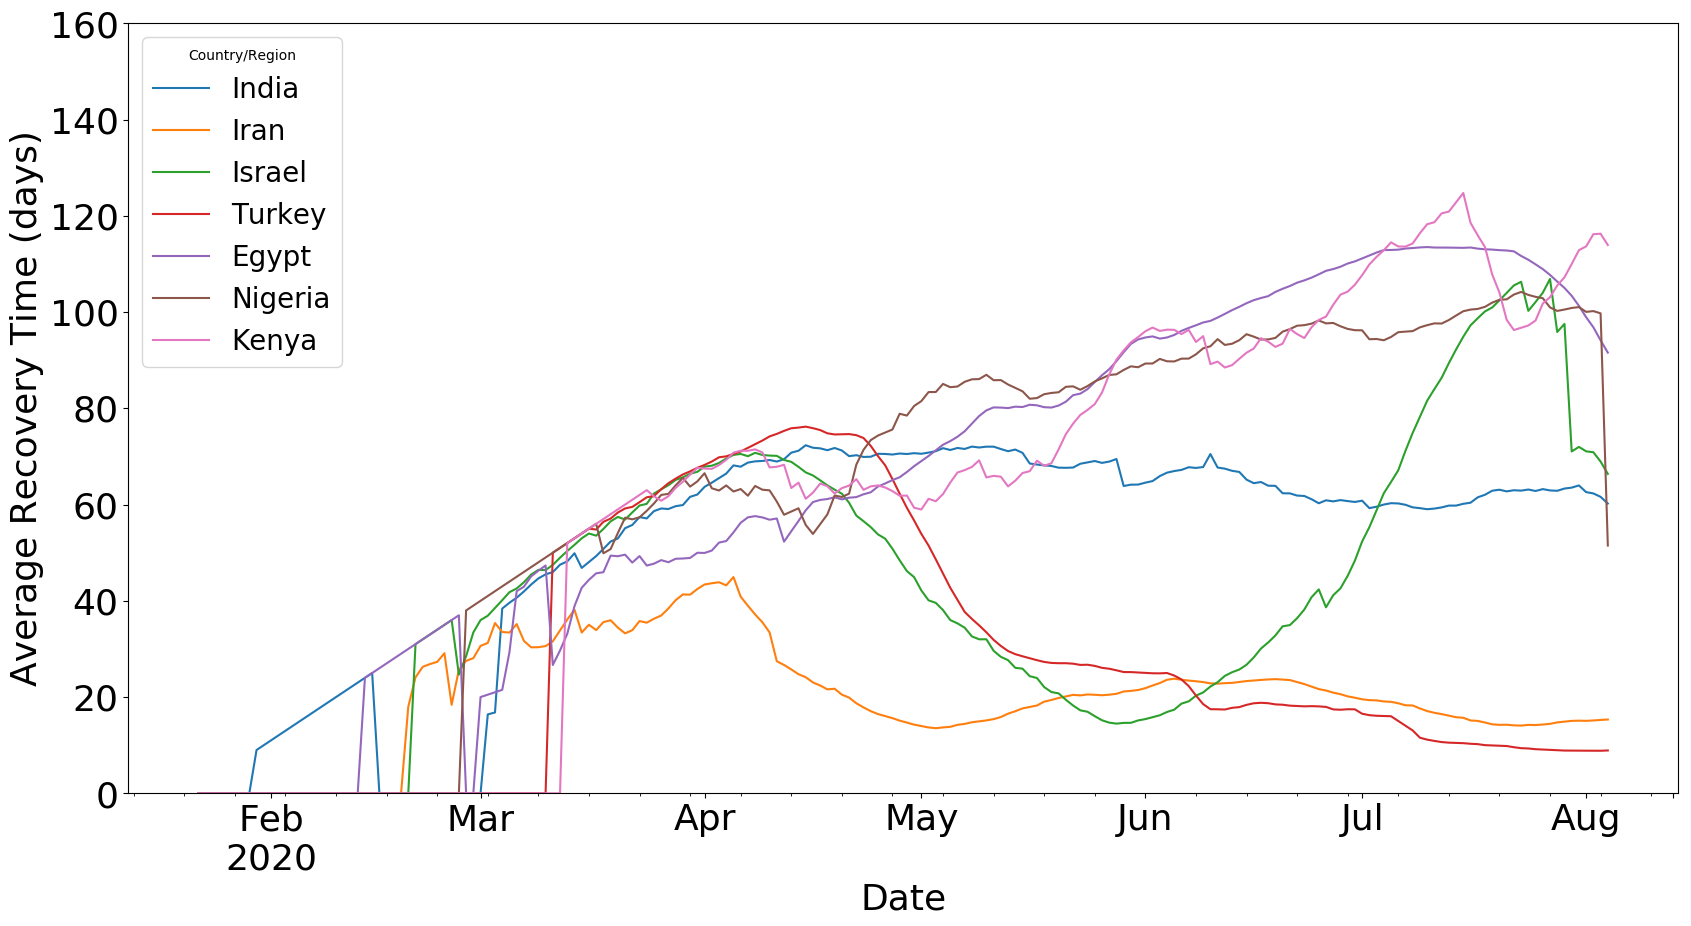 160
140
120
100
80
60
40
20
0
Average Recovery Time (days)
Country/Region
India
Iran
Israel
Turkey
Egypt
Nigeria
Kenya
Feb Mar Apr May Jun Jul Aug
2020
Date